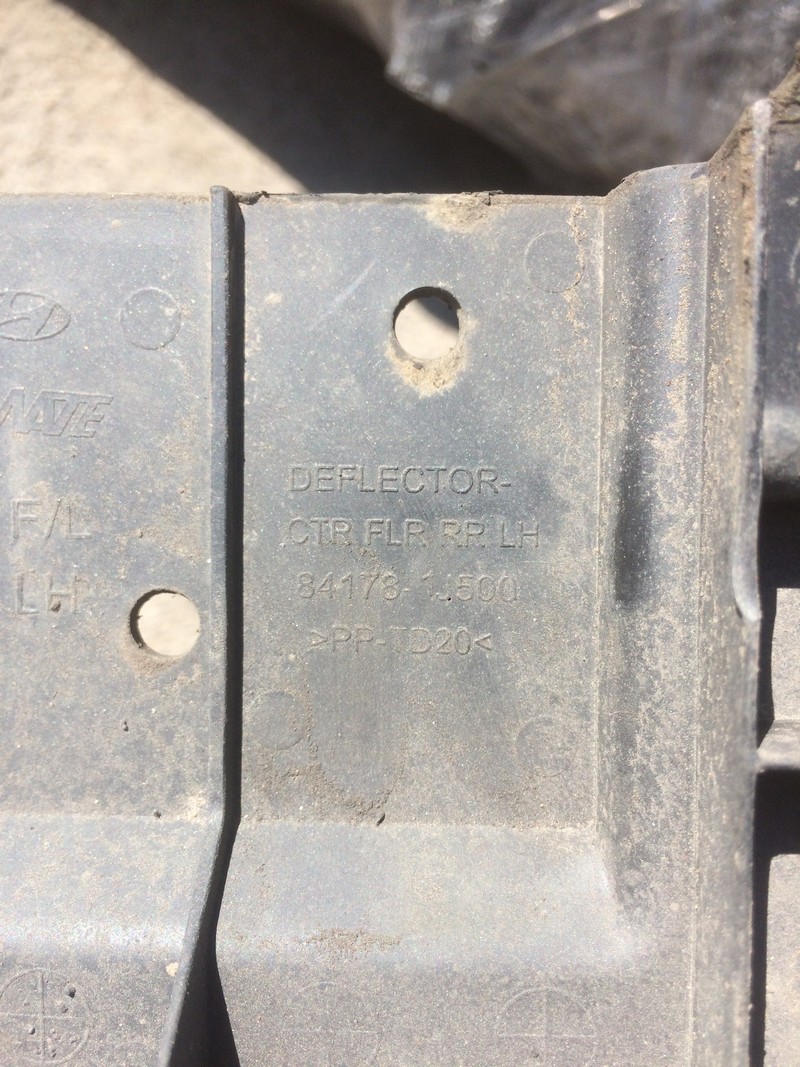 F/L
LH
DEFLECTOR-
CTR FLR RR LH
84178-1J500
>PP-TD20<